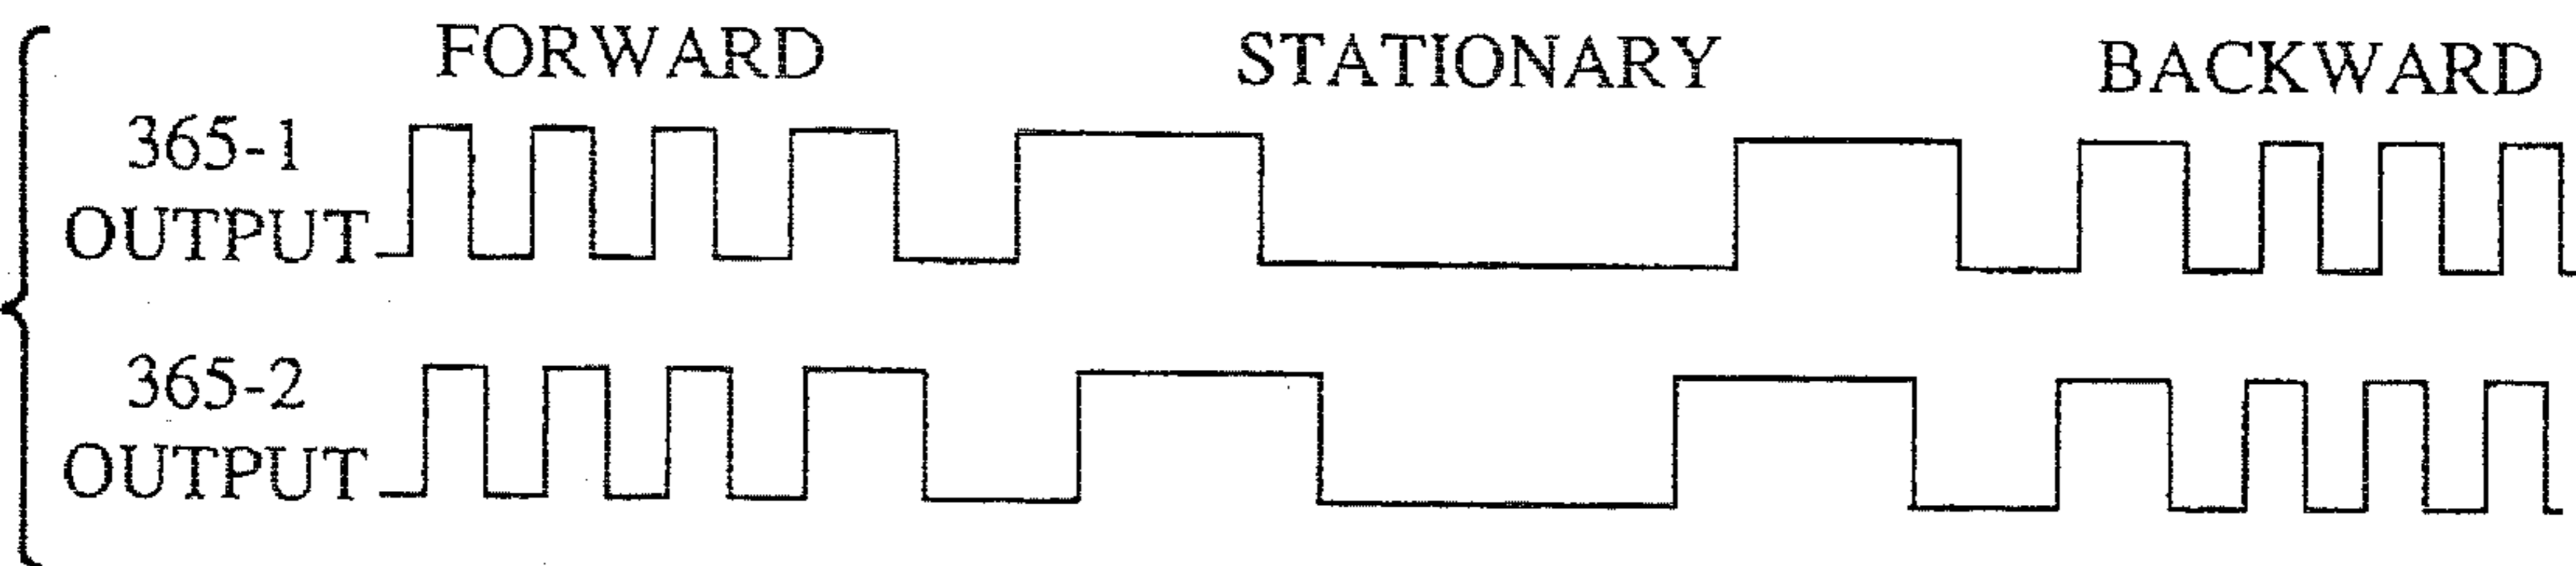 FORWARD STATIONARY BACKWARD
365-1
OUTPUT
365-2
OUTPUT